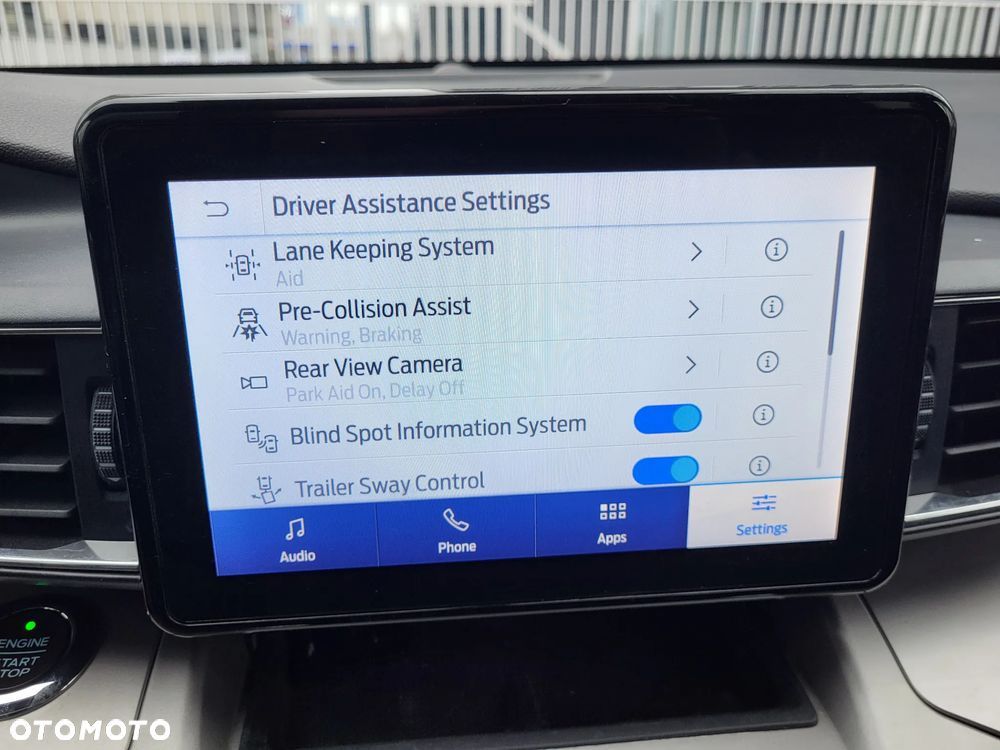 Driver Assistance Settings
Lane Keeping System
Aid
Pre-Collision Assist
Warning, Braking
Rear View Camera
Park Aid On, Delay Off
Blind Spot Information System
Trailer Sway Control
Audio
Phone
Apps
Settings
ENGINE
START
STOP
OTOMOTO